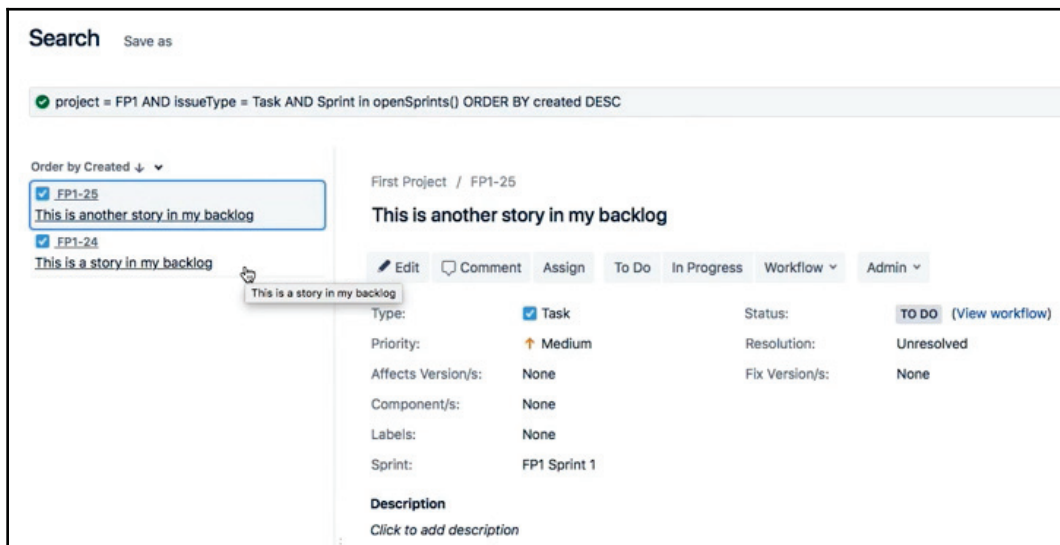 Search Save as
project = FP1 AND issueType = Task AND Sprint in openSprints() ORDER BY created DESC
Order by Created
FP1-25
This is another story in my backlog
FP1-24
This is a story in my backlog
This is a story in my backlog
First Project / FP1-25
This is another story in my backlog
Edit Comment Assign To Do In Progress Workflow Admin
Type: Task Status: TO DO (View workflow)
Priority: Medium Resolution: Unresolved
Affects Version/s: None Fix Version/s: None
Component/s: None
Labels: None
Sprint: FP1 Sprint 1
Description
Click to add description